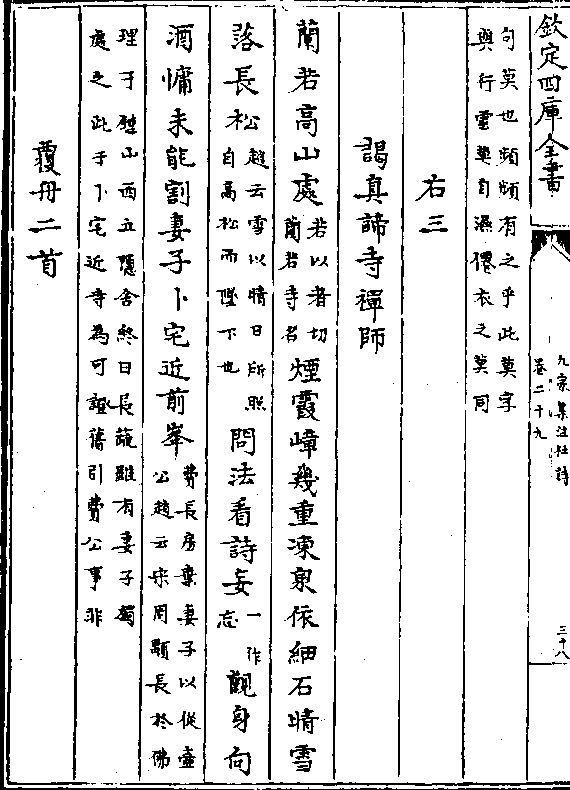 欽定四庫全書
九家集注杜詩
卷二十九
三十八
句莫也頻頻有之乎此莫字
與行雲莫自濕僊衣之莫同
右三
謁真諦寺禪師
蘭若高山處若以者切蘭若寺名煙霞嶂幾重凍泉依細石晴雪
落長松趙云雪以晴日所照自高松而墜下也問法看詩妄一作忘觀身向
酒慵未能割妻子卜宅近前峯費長房棄妻子以從壺公趙云宋周顒長於佛
理于鍾山西立隱舍終日長蔬雖有妻子獨
處之此于卜宅近寺為可證舊引費公事非
覆舟二首